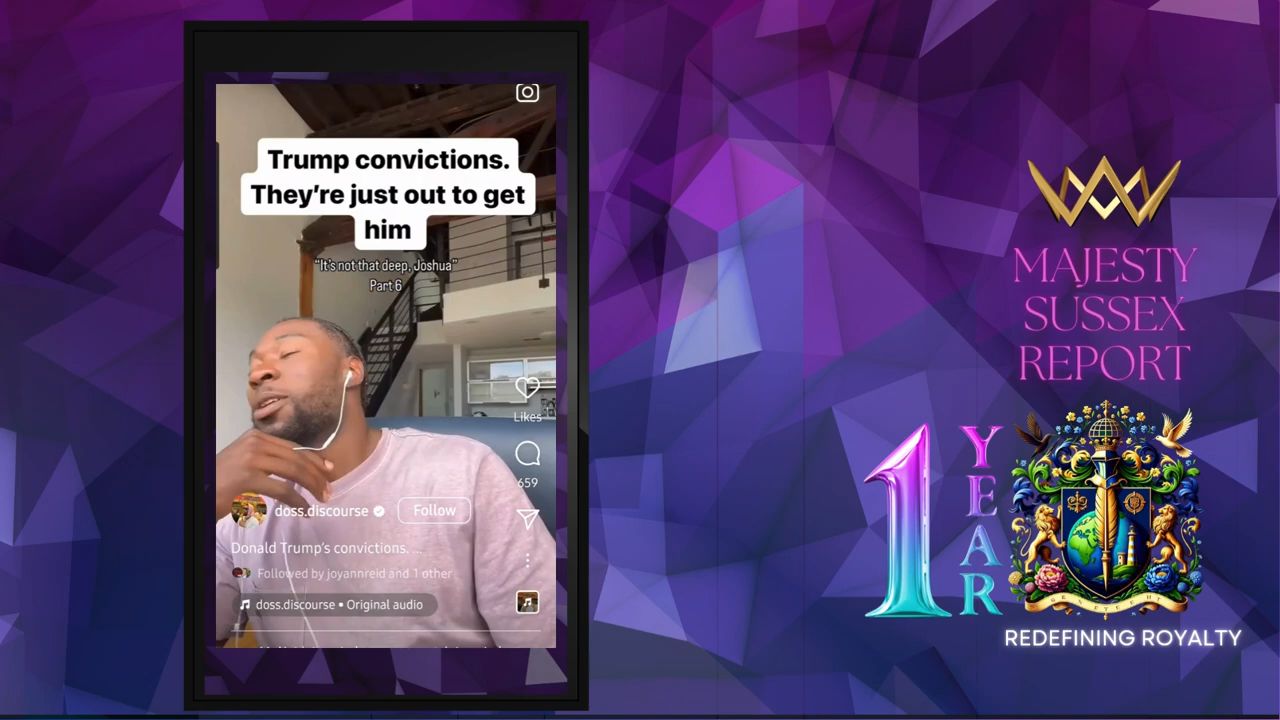 Trump convictions.
They're just out to get
him
"It's not that deep, Joshua"
Part 6
Likes
659
doss.discourse
Follow
Donald Trump's convictions. ...
Followed by joyannreid and 1 other
doss.discourse • Original audio
MAJESTY
SUSSEX
REPORT
1
YEAR
REDEFINING ROYALTY